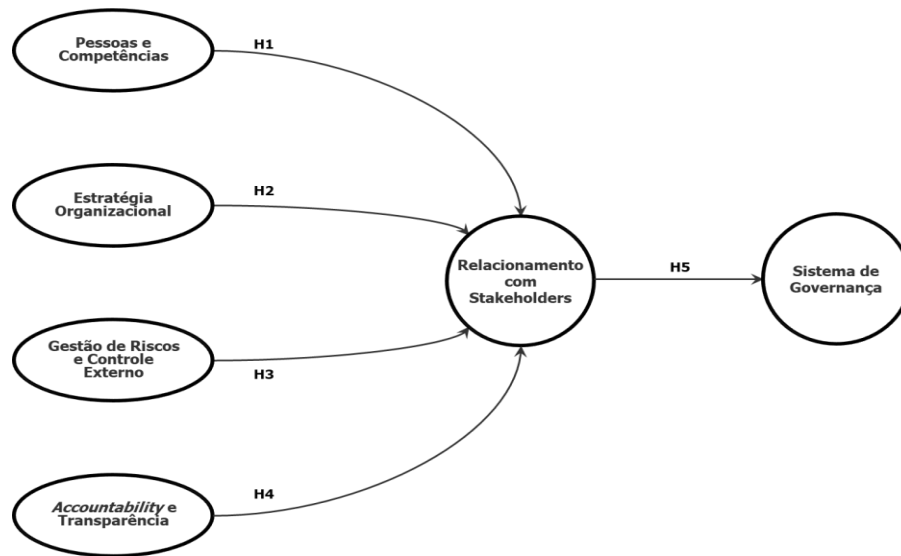 Pessoas e
Competências
H1
Estratégia
Organizacional
H2
Relacionamento
com
Stakeholders
H5
Sistema de
Governança
Gestão de Riscos
e Controle
Externo
H3
Accountability e
Transparência
H4